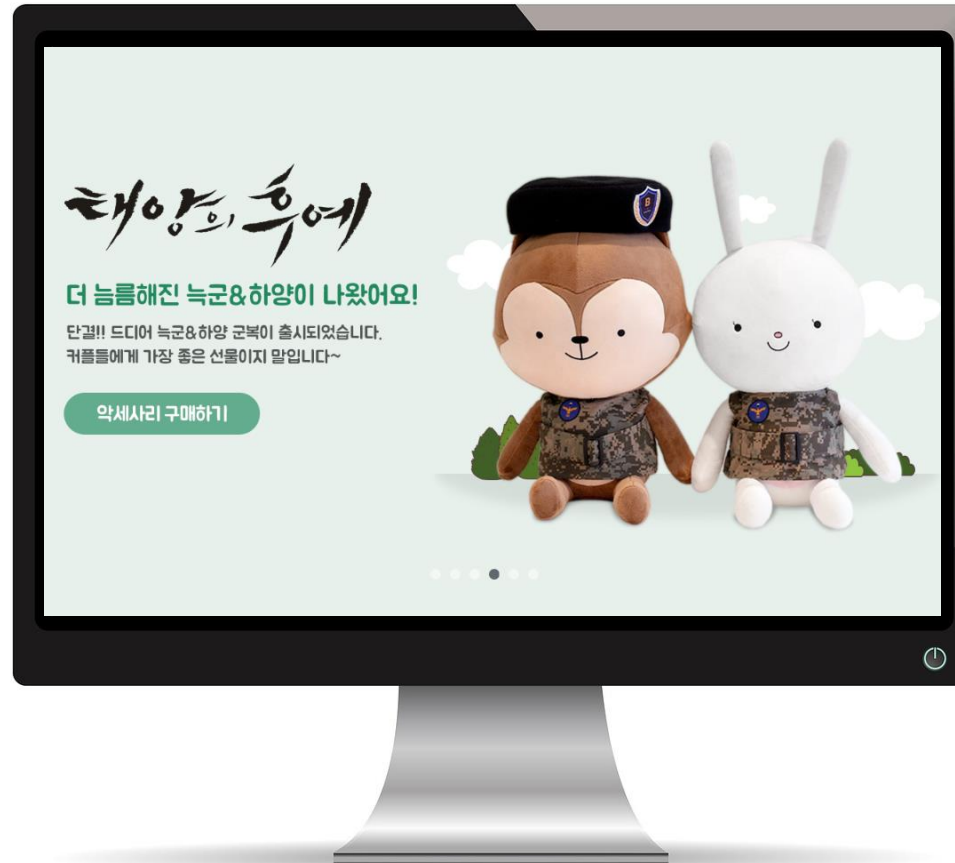 태양의 후예
더 늠름해진 늑군&하양이 나왔어요!
단결!! 드디어 늑군&하양 군복이 출시되었습니다.
커플들에게 가장 좋은 선물이지 말입니다~
악세사리 구매하기